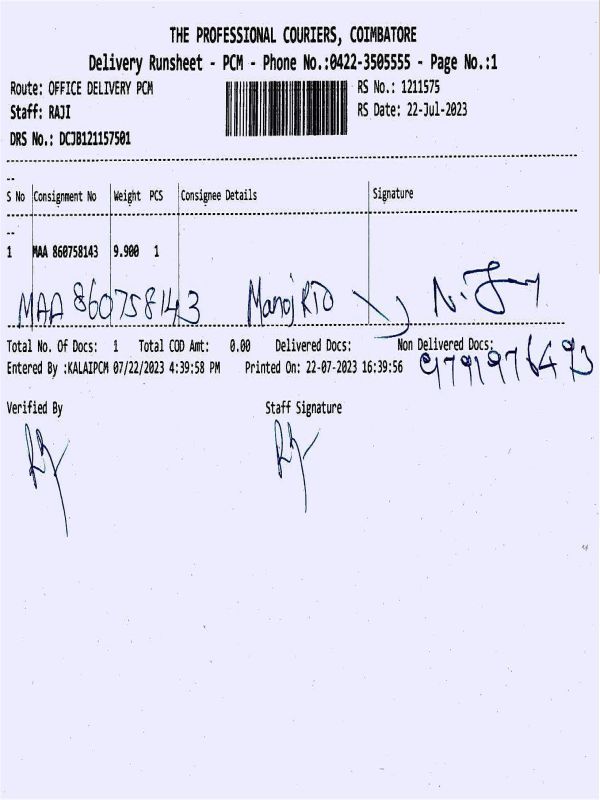 THE PROFESSIONAL COURIERS, COIMBATORE
Delivery Runsheet - PCM - Phone No.:0422-3505555 - Page No.:1
Route: OFFICE DELIVERY PCM
RS No.: 1211575
Staff: RAJI
RS Date: 22-Jul-2023
DRS No.: DCJB121157501
--
S No Consignment No Weight PCS Consignee Details Signature
--
1 MAA 860758143 9.900 1
MAA 860758143 Manoj
Total No. Of Docs: 1 Total COD Amt: 0.00 Delivered Docs: Non Delivered Docs:
Entered By :KALAIPCM 07/22/2023 4:39:58 PM Printed On: 22-07-2023 16:39:56
Verified By Staff Signature